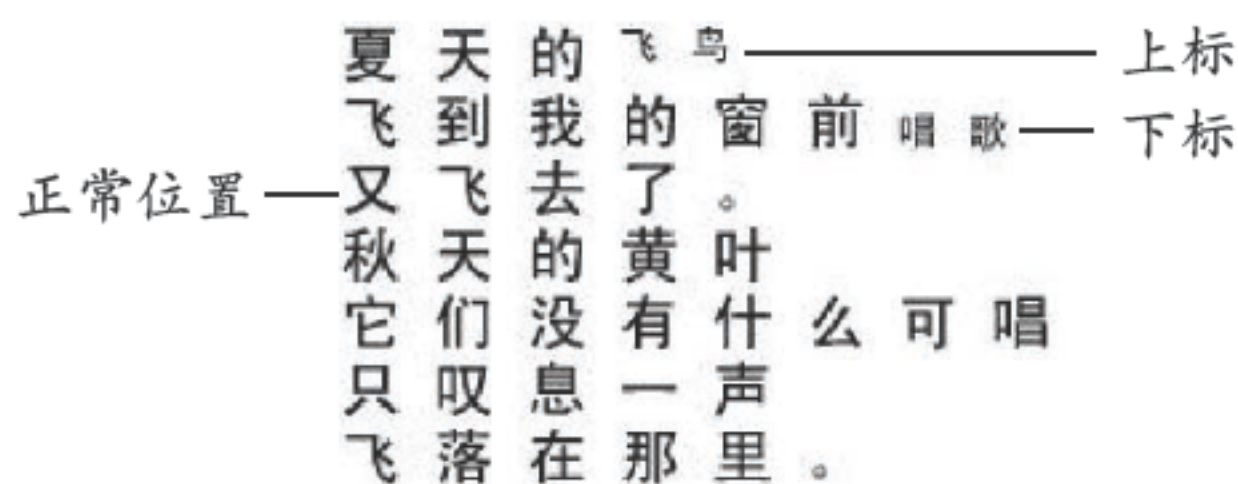 夏天的飞鸟 上标
飞到我的窗前唱歌 下标
正常位置 又飞去了。
秋天的黄叶
它们没有什么可唱
只叹息一声
飞落在那里。